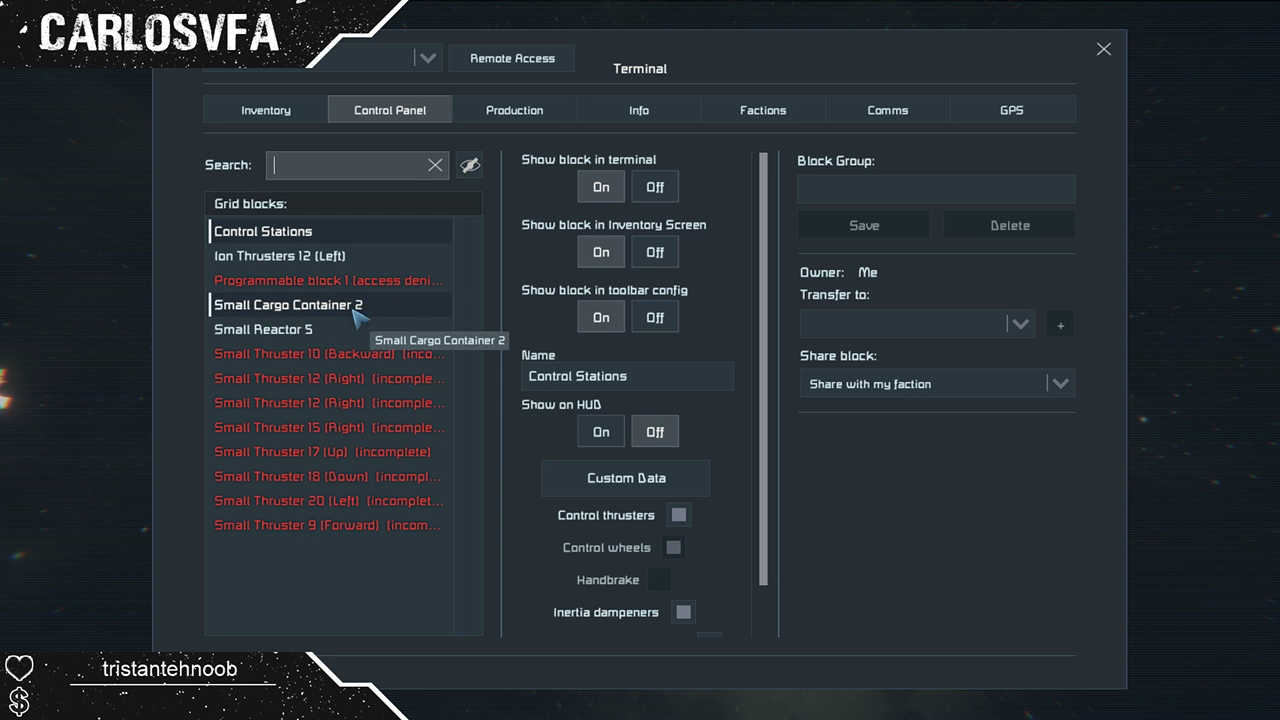 CARLOSVFA
Remote Access
Terminal
Inventory
Control Panel
Production
Info
Factions
Comms
GPS
Search:
Grid blocks:
Control Stations
Ion Thrusters 12 (Left)
Programmable block 1 (access deni...
Small Cargo Container 2
Small Reactor 5
Small Cargo Container 2
Small Thruster 10 (Backward) (inco...
Small Thruster 12 (Right) (incomple...
Small Thruster 12 (Right) (incomple...
Small Thruster 15 (Right) (incomple...
Small Thruster 17 (Up) (incomplete)
Small Thruster 18 (Down) (incompl...
Small Thruster 20 (Left) (incomplet...
Small Thruster 9 (Forward) (incom...
Show block in terminal
On Off
Show block in Inventory Screen
On Off
Show block in toolbar config
On Off
Name
Control Stations
Show on HUD
On Off
Custom Data
Control thrusters
Control wheels
Handbrake
Inertia dampeners
Block Group:
Save Delete
Owner: Me
Transfer to:
+
Share block:
Share with my faction
tristantehnoob
$